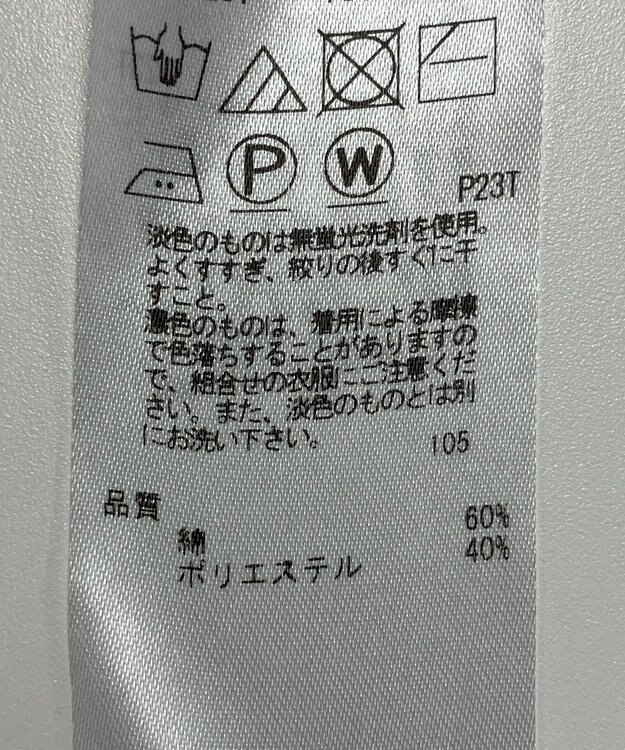 P
W
P23T
淡色のものは無蛍光洗剤を使用。
よくすすぎ、絞りの後すぐに干
すこと。
濃色のものは、着用による摩擦
で色落ちすることがありますの
で、組合せの衣服にご注意くだ
さい。また、淡色のものとは別
にお洗い下さい。
105
品質
綿 60%
ポリエステル 40%